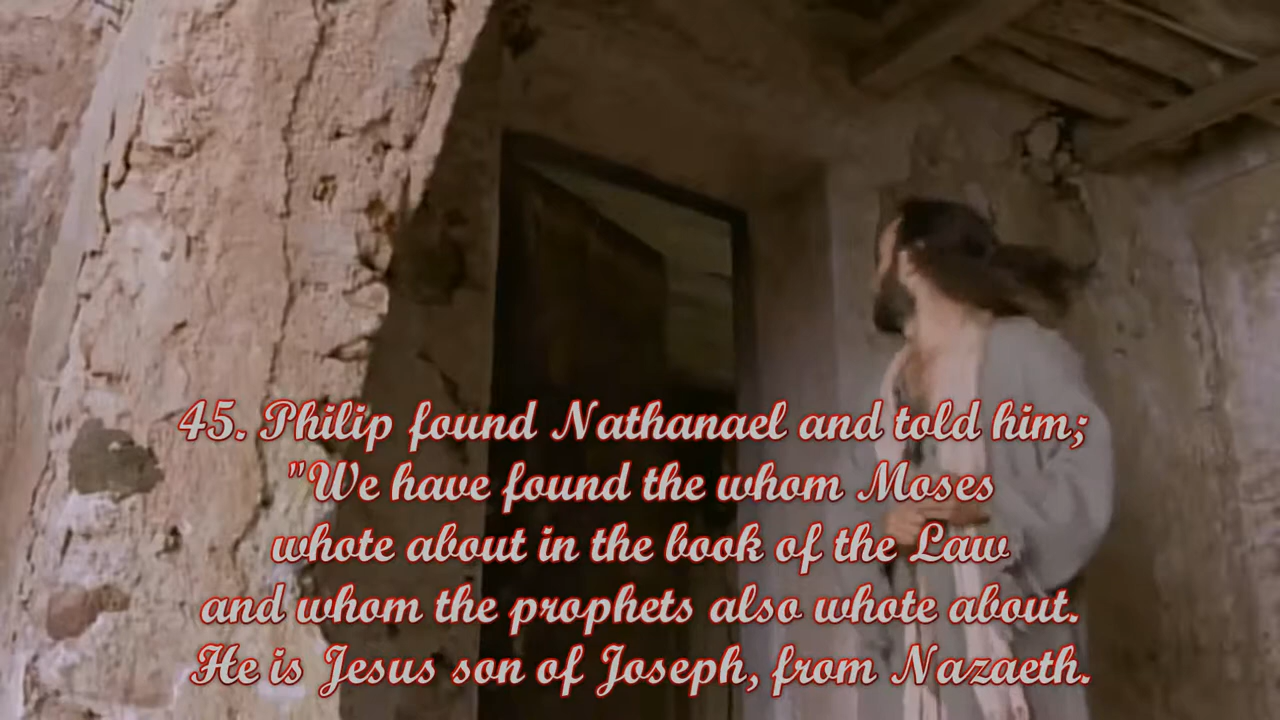 45. Philip found Nathanael and told him;
"We have found the whom Moses
whote about in the book of the Law
and whom the prophets also whote about.
He is Jesus son of Joseph, from Nazaeth.